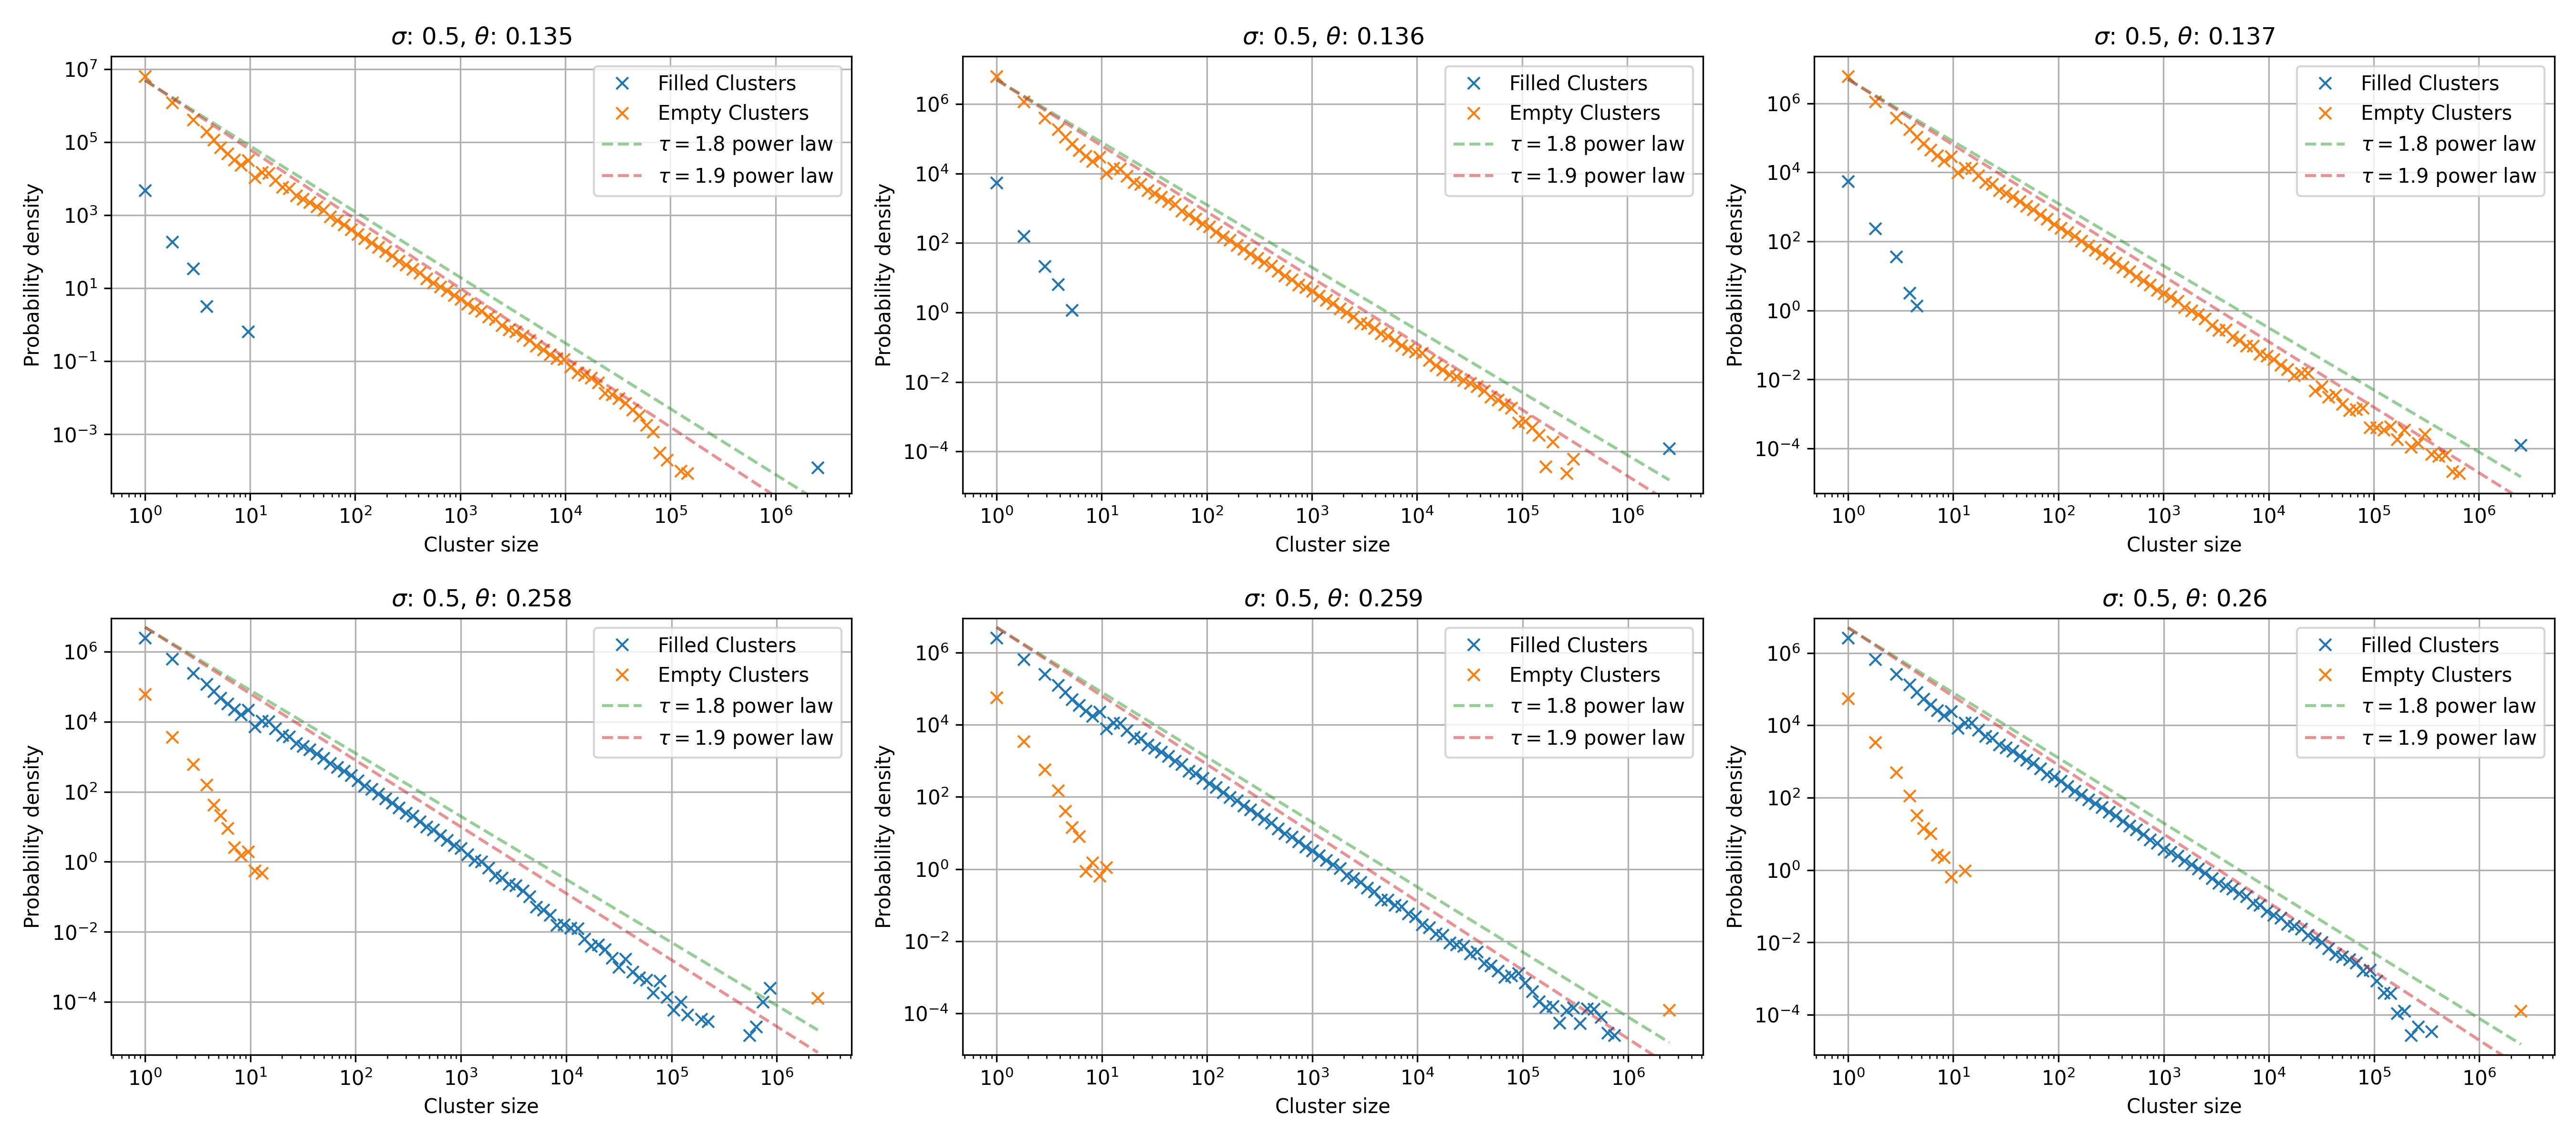 σ: 0.5, θ: 0.135
Probability density
10^7
10^5
10^3
10^1
10^−1
10^−3
Filled Clusters
Empty Clusters
τ = 1.8 power law
τ = 1.9 power law
10^0 10^1 10^2 10^3 10^4 10^5 10^6
Cluster size
σ: 0.5, θ: 0.136
Probability density
10^6
10^4
10^2
10^0
10^−2
10^−4
Filled Clusters
Empty Clusters
τ = 1.8 power law
τ = 1.9 power law
10^0 10^1 10^2 10^3 10^4 10^5 10^6
Cluster size
σ: 0.5, θ: 0.137
Probability density
10^6
10^4
10^2
10^0
10^−2
10^−4
Filled Clusters
Empty Clusters
τ = 1.8 power law
τ = 1.9 power law
10^0 10^1 10^2 10^3 10^4 10^5 10^6
Cluster size
σ: 0.5, θ: 0.258
Probability density
10^6
10^4
10^2
10^0
10^−2
10^−4
Filled Clusters
Empty Clusters
τ = 1.8 power law
τ = 1.9 power law
10^0 10^1 10^2 10^3 10^4 10^5 10^6
Cluster size
σ: 0.5, θ: 0.259
Probability density
10^6
10^4
10^2
10^0
10^−2
10^−4
Filled Clusters
Empty Clusters
τ = 1.8 power law
τ = 1.9 power law
10^0 10^1 10^2 10^3 10^4 10^5 10^6
Cluster size
σ: 0.5, θ: 0.26
Probability density
10^6
10^4
10^2
10^0
10^−2
10^−4
Filled Clusters
Empty Clusters
τ = 1.8 power law
τ = 1.9 power law
10^0 10^1 10^2 10^3 10^4 10^5 10^6
Cluster size